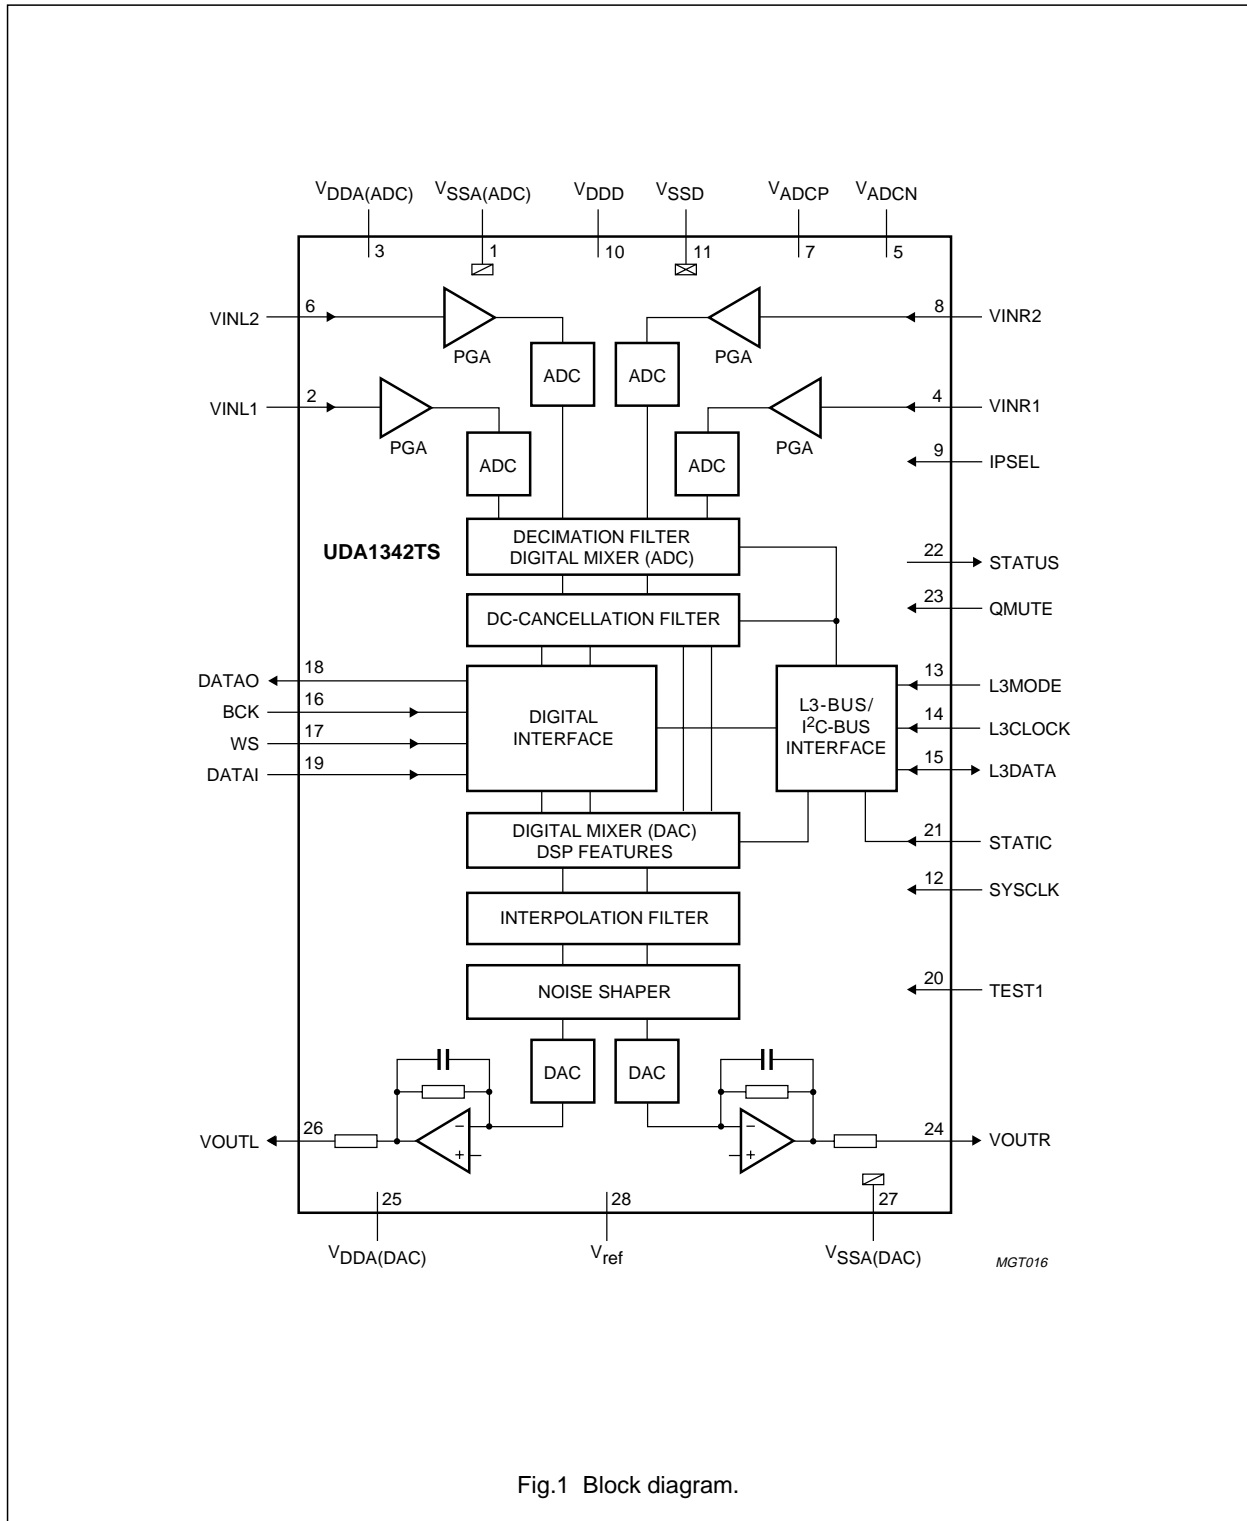 VDDA(ADC) VSSA(ADC) VDDD VSSD VADCP VADCN
3 1 10 11 7 5
VINL2 6 8 VINR2
PGA PGA
ADC ADC
VINL1 2 4 VINR1
PGA PGA
9 IPSEL
ADC ADC
UDA1342TS
DECIMATION FILTER
DIGITAL MIXER (ADC)
22 STATUS
23 QMUTE
DC-CANCELLATION FILTER
DATAO 18
BCK 16
WS 17
DATAI 19
DIGITAL
INTERFACE
L3-BUS/
I2C-BUS
INTERFACE
13 L3MODE
14 L3CLOCK
15 L3DATA
DIGITAL MIXER (DAC)
DSP FEATURES
21 STATIC
12 SYSCLK
INTERPOLATION FILTER
NOISE SHAPER
20 TEST1
DAC DAC
VOUTL 26 − + − + 24 VOUTR
25 28 27
VDDA(DAC) Vref VSSA(DAC)
MGT016
Fig.1 Block diagram.